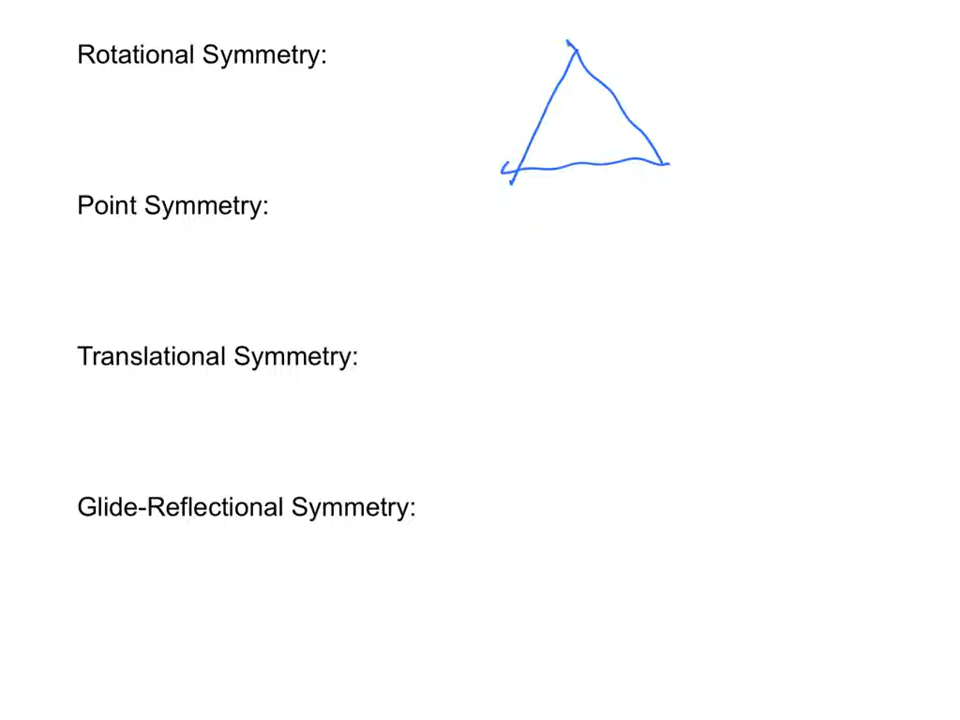 Rotational Symmetry:
Point Symmetry:
Translational Symmetry:
Glide-Reflectional Symmetry: